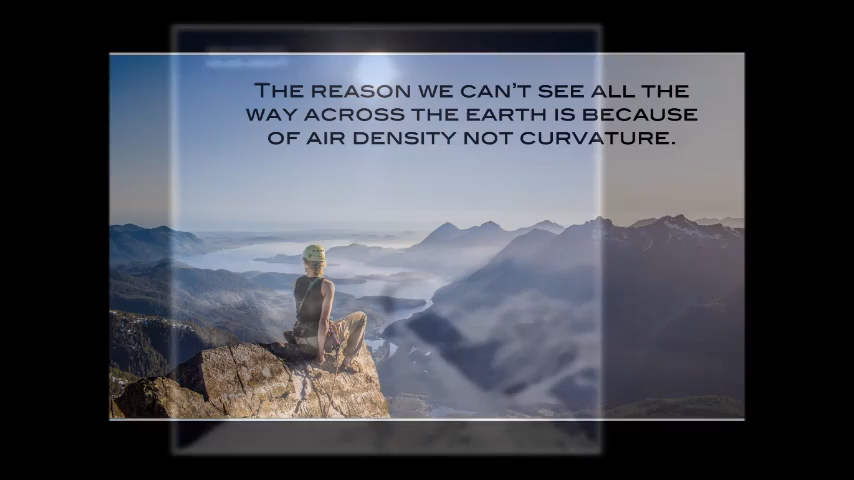 THE REASON WE CAN'T SEE ALL THE
WAY ACROSS THE EARTH IS BECAUSE
OF AIR DENSITY NOT CURVATURE.